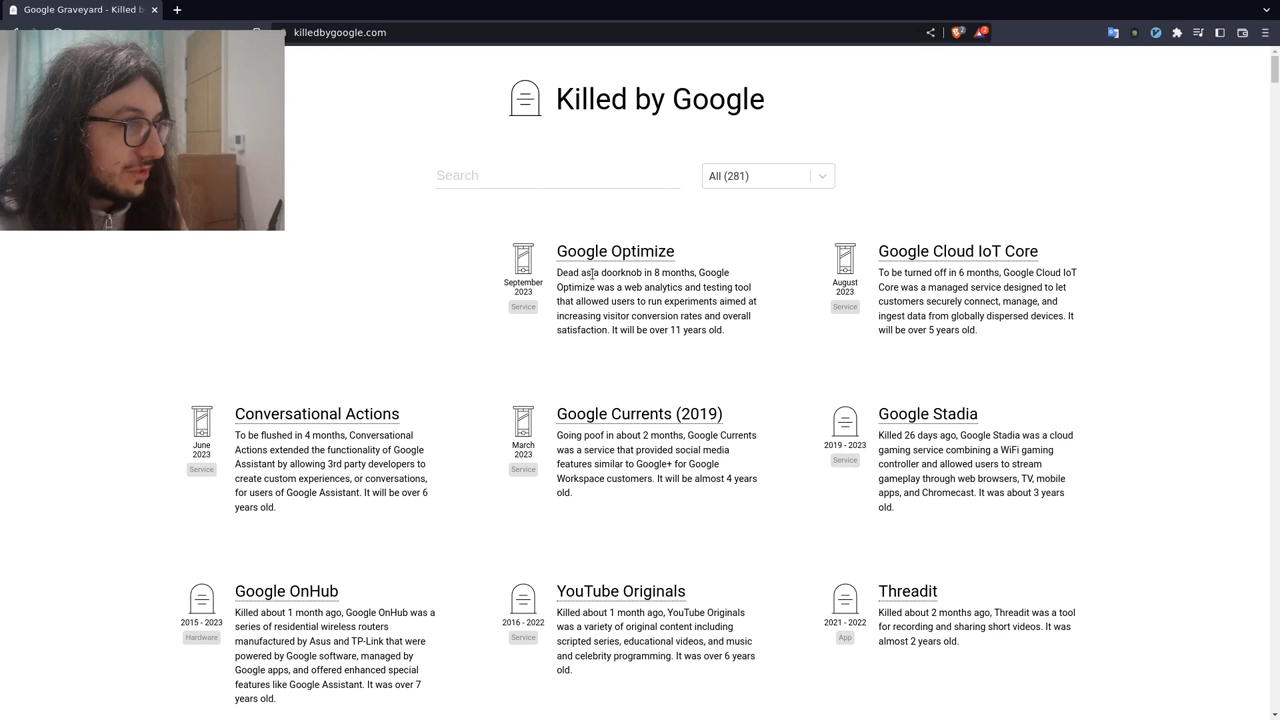 Google Graveyard - Killed b
killedbygoogle.com
2
2
Killed by Google
Search
All (281)
September
2023
Service
Google Optimize
Dead as a doorknob in 8 months, Google
Optimize was a web analytics and testing tool
that allowed users to run experiments aimed at
increasing visitor conversion rates and overall
satisfaction. It will be over 11 years old.
August
2023
Service
Google Cloud IoT Core
To be turned off in 6 months, Google Cloud IoT
Core was a managed service designed to let
customers securely connect, manage, and
ingest data from globally dispersed devices. It
will be over 5 years old.
June
2023
Service
Conversational Actions
To be flushed in 4 months, Conversational
Actions extended the functionality of Google
Assistant by allowing 3rd party developers to
create custom experiences, or conversations,
for users of Google Assistant. It will be over 6
years old.
March
2023
Service
Google Currents (2019)
Going poof in about 2 months, Google Currents
was a service that provided social media
features similar to Google+ for Google
Workspace customers. It will be almost 4 years
old.
2019 - 2023
Service
Google Stadia
Killed 26 days ago, Google Stadia was a cloud
gaming service combining a WiFi gaming
controller and allowed users to stream
gameplay through web browsers, TV, mobile
apps, and Chromecast. It was about 3 years
old.
2015 - 2023
Hardware
Google OnHub
Killed about 1 month ago, Google OnHub was a
series of residential wireless routers
manufactured by Asus and TP-Link that were
powered by Google software, managed by
Google apps, and offered enhanced special
features like Google Assistant. It was over 7
years old.
2016 - 2022
Service
YouTube Originals
Killed about 1 month ago, YouTube Originals
was a variety of original content including
scripted series, educational videos, and music
and celebrity programming. It was over 6 years
old.
2021 - 2022
App
Threadit
Killed about 2 months ago, Threadit was a tool
for recording and sharing short videos. It was
almost 2 years old.